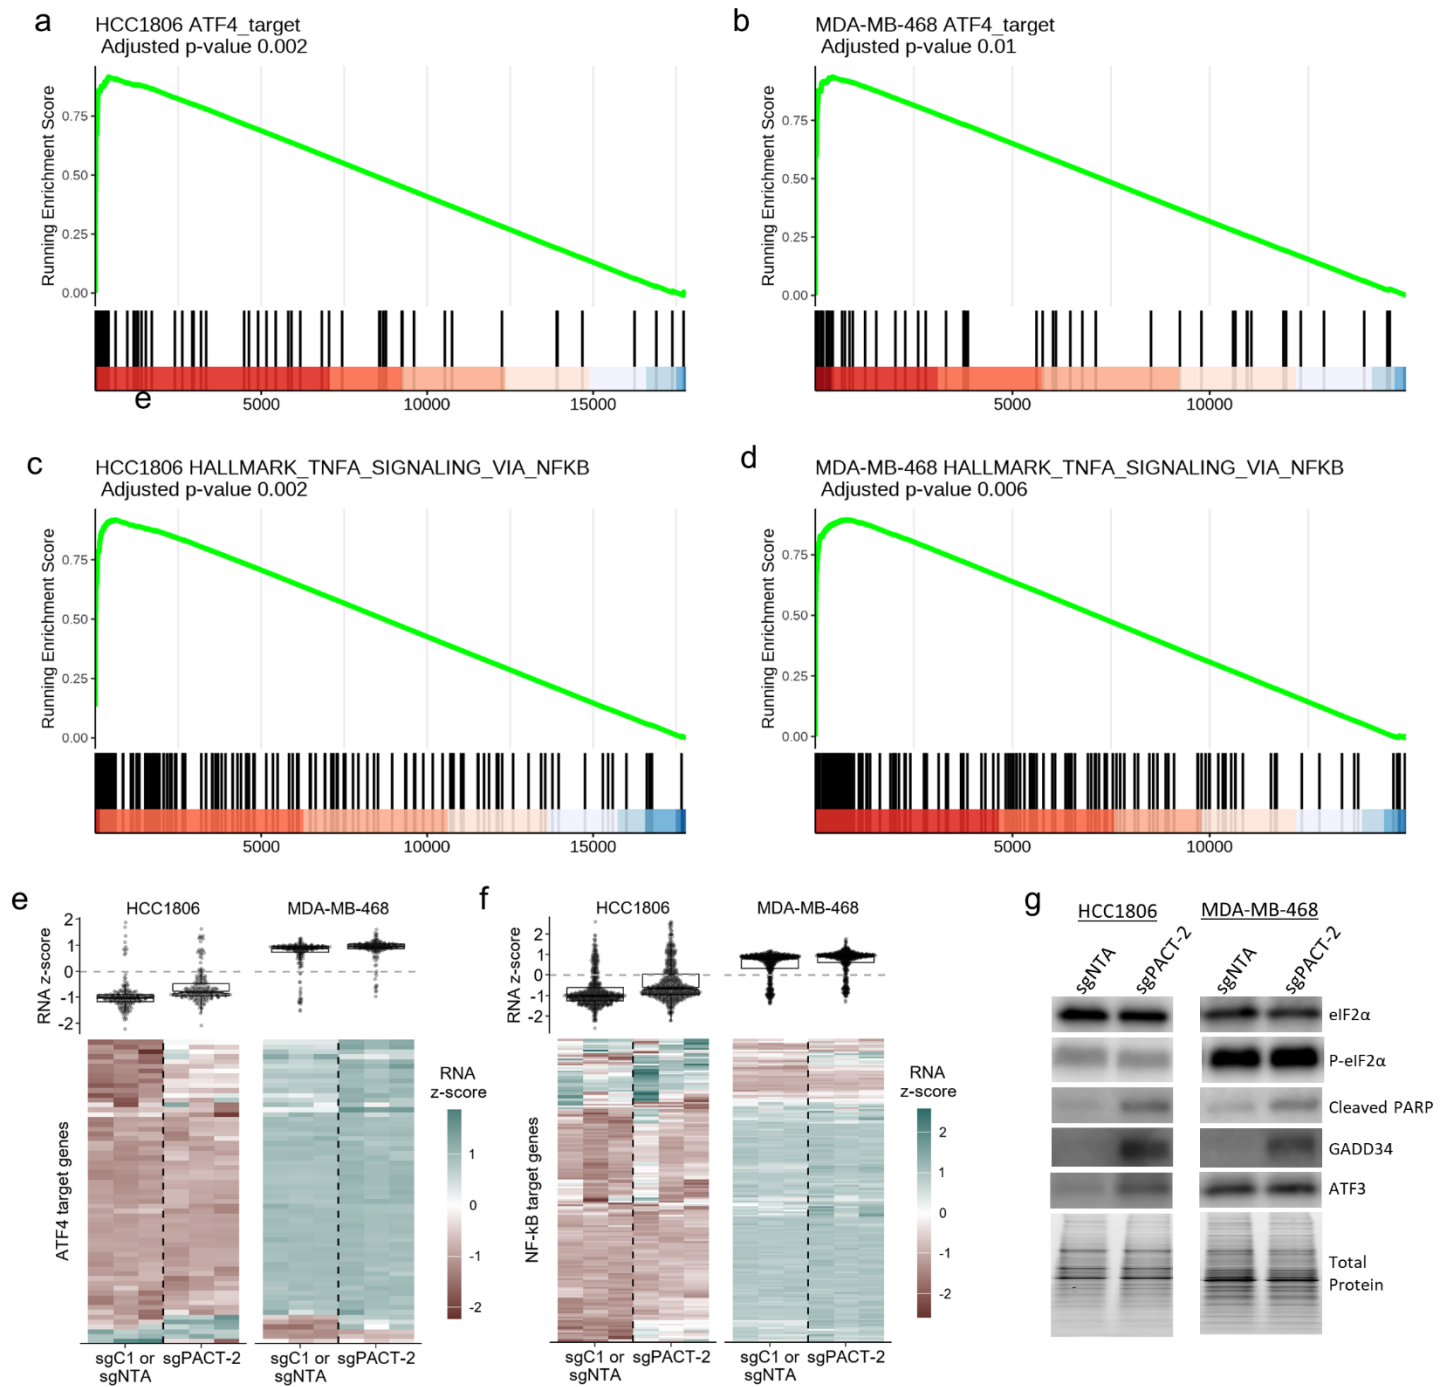 a
HCC1806 ATF4_target
Adjusted p-value 0.002
Running Enrichment Score
0.75
0.50
0.25
0.00
5000
10000
15000
e
b
MDA-MB-468 ATF4_target
Adjusted p-value 0.01
Running Enrichment Score
0.75
0.50
0.25
0.00
5000
10000
c
HCC1806 HALLMARK_TNFA_SIGNALING_VIA_NFKB
Adjusted p-value 0.002
Running Enrichment Score
0.75
0.50
0.25
0.00
5000
10000
15000
d
MDA-MB-468 HALLMARK_TNFA_SIGNALING_VIA_NFKB
Adjusted p-value 0.006
Running Enrichment Score
0.75
0.50
0.25
0.00
5000
10000
e
HCC1806
MDA-MB-468
RNA z-score
2
1
0
-1
-2
ATF4 target genes
RNA
z-score
1
0
-1
-2
sgC1 or
sgNTA
sgPACT-2
sgC1 or
sgNTA
sgPACT-2
f
HCC1806
MDA-MB-468
RNA z-score
2
1
0
-1
-2
NF-kB target genes
RNA
z-score
2
1
0
-1
-2
sgC1 or
sgNTA
sgPACT-2
sgC1 or
sgNTA
sgPACT-2
g
HCC1806
MDA-MB-468
sgNTA
sgPACT-2
sgNTA
sgPACT-2
eIF2α
P-eIF2α
Cleaved PARP
GADD34
ATF3
Total
Protein